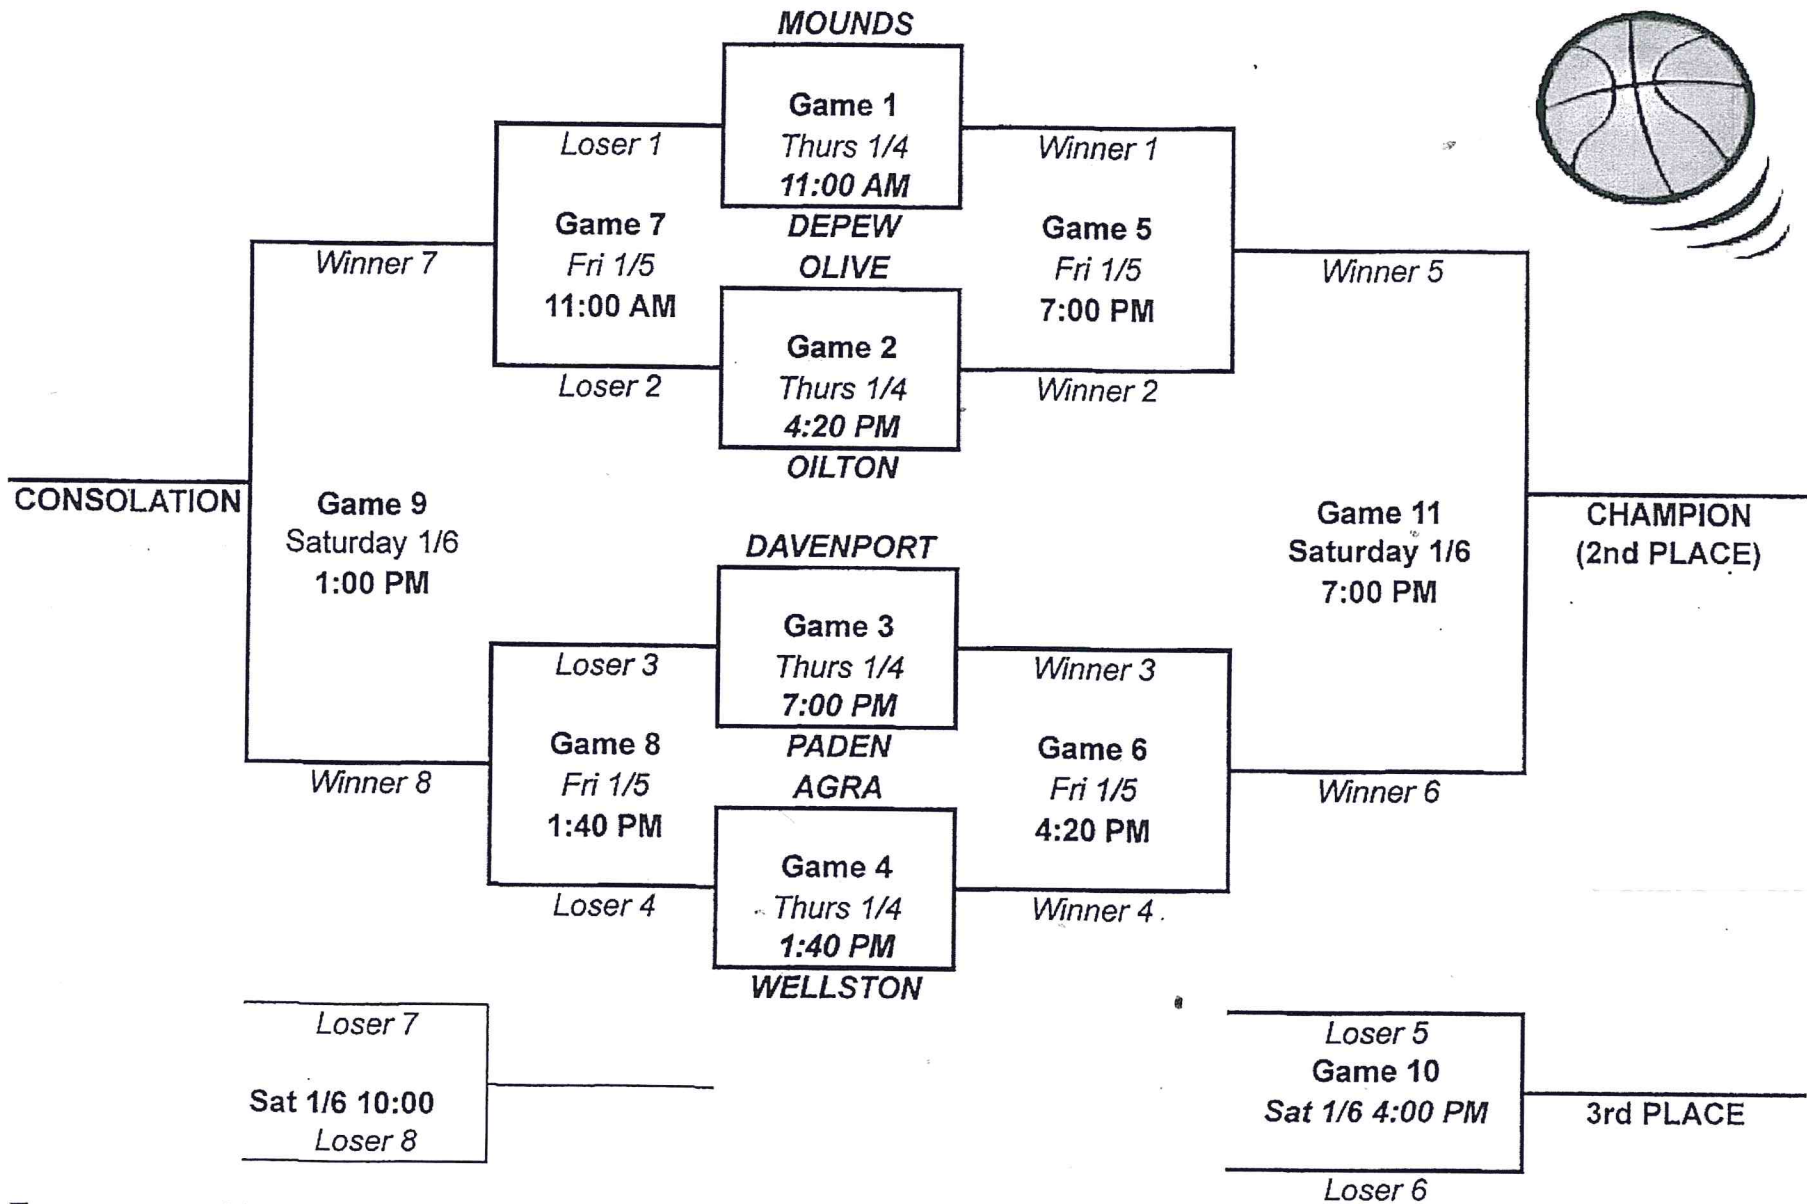 MOUNDS
Game 1
Thurs 1/4
11:00 AM
DEPEW
Loser 1
Winner 1
Game 7
Fri 1/5
11:00 AM
Game 5
Fri 1/5
7:00 PM
Winner 7
Winner 5
OLIVE
Game 2
Thurs 1/4
4:20 PM
OILTON
Loser 2
Winner 2
CONSOLATION
Game 9
Saturday 1/6
1:00 PM
Game 11
Saturday 1/6
7:00 PM
CHAMPION
(2nd PLACE)
DAVENPORT
Game 3
Thurs 1/4
7:00 PM
PADEN
Loser 3
Winner 3
Game 8
Fri 1/5
1:40 PM
Game 6
Fri 1/5
4:20 PM
Winner 8
Winner 6
AGRA
Game 4
Thurs 1/4
1:40 PM
WELLSTON
Loser 4
Winner 4
Loser 7
Sat 1/6 10:00
Loser 8
Loser 5
Game 10
Sat 1/6 4:00 PM
Loser 6
3rd PLACE